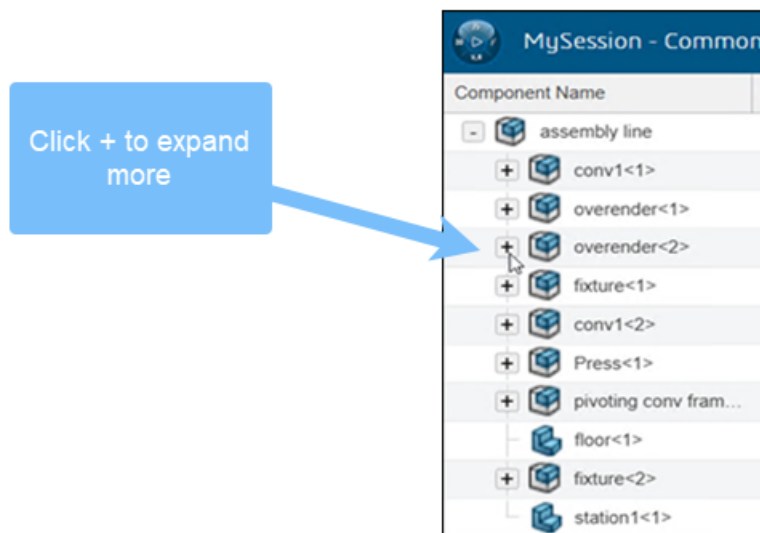 Click + to expand
more
MySession - Common
Component Name
- assembly line
+ conv1<1>
+ overender<1>
+ overender<2>
+ fixture<1>
+ conv1<2>
+ Press<1>
+ pivoting conv fram...
floor<1>
+ fixture<2>
station1<1>